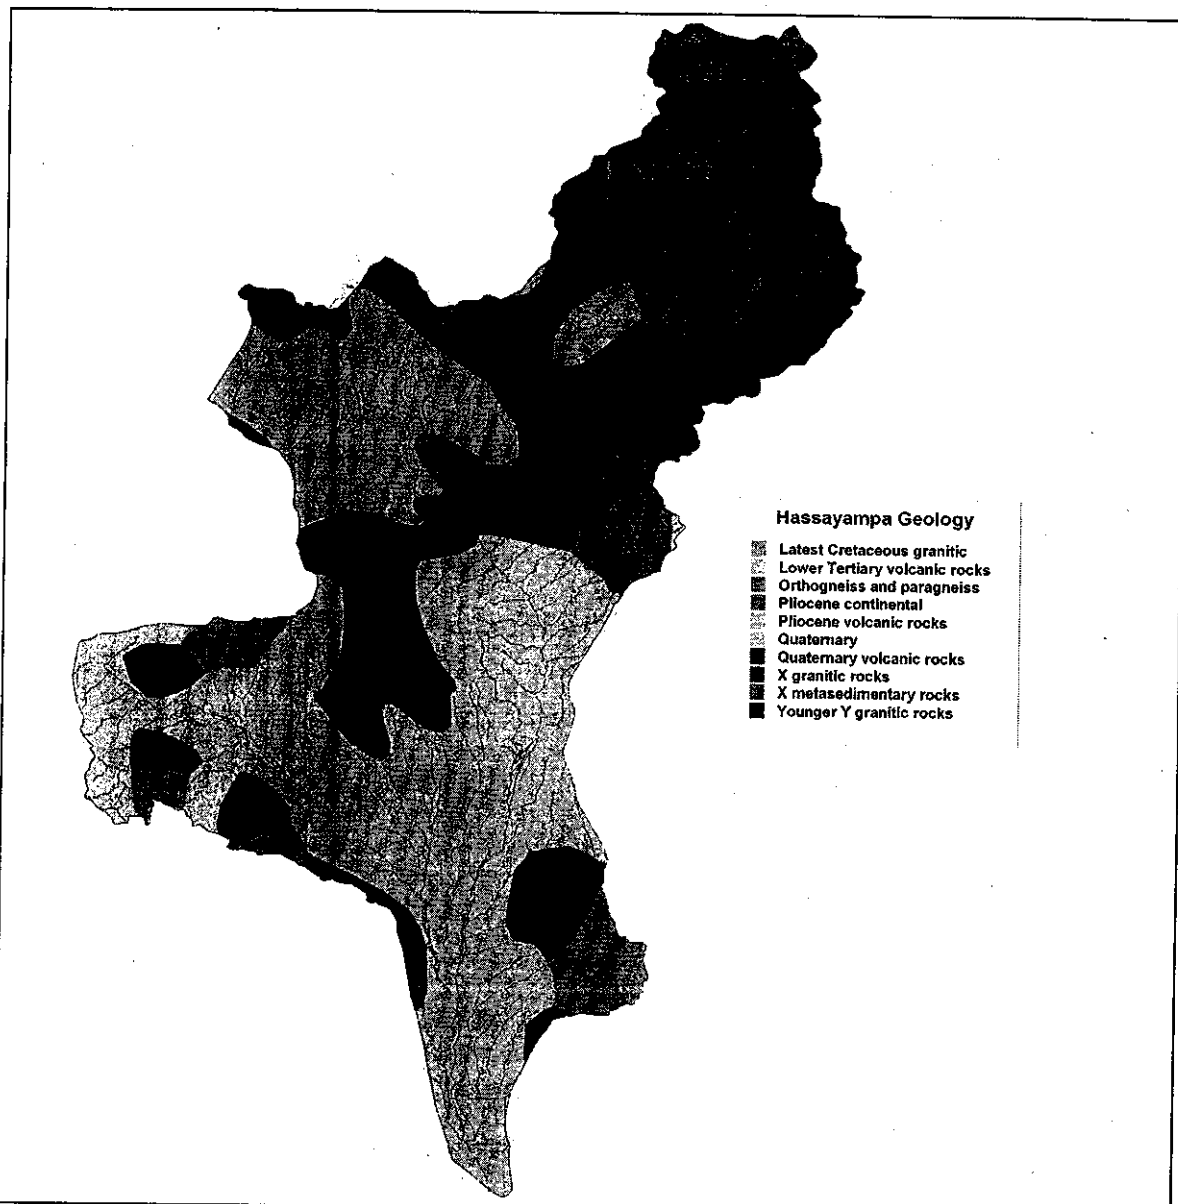 Hassayampa Geology
Latest Cretaceous granitic
Lower Tertiary volcanic rocks
Orthogneiss and paragneiss
Pliocene continental
Pliocene volcanic rocks
Quaternary
Quaternary volcanic rocks
X granitic rocks
X metasedimentary rocks
Younger Y granitic rocks